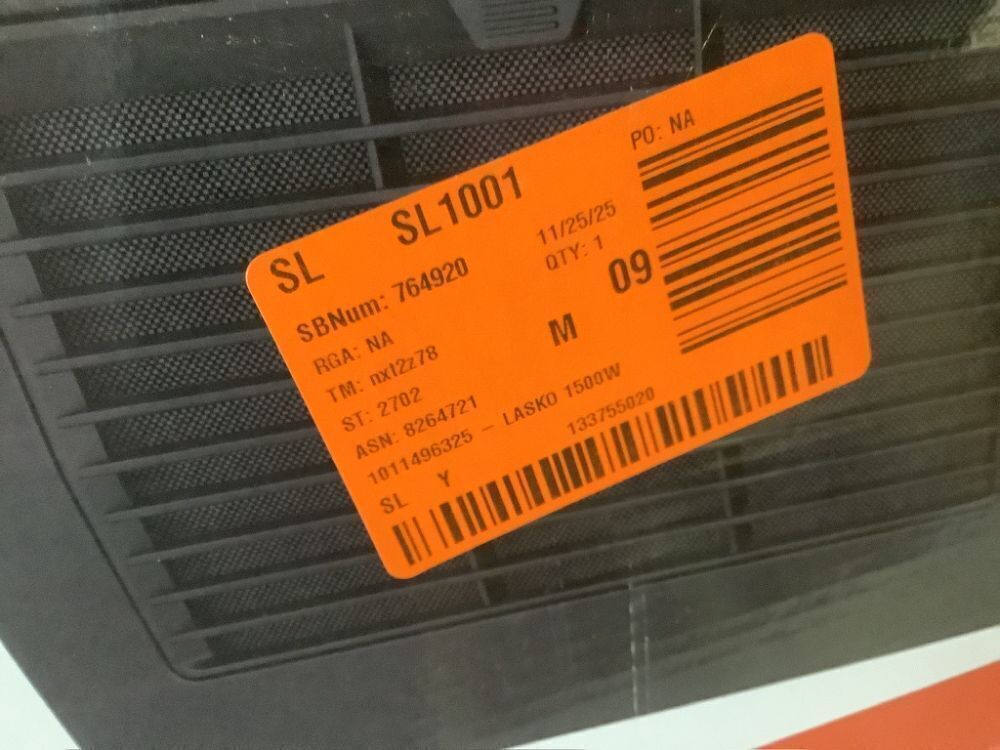 SL SL1001 PO: NA
SBNum: 764920 11/25/25
RGA: NA QTY: 1 09
TM: nxl2z78 M
ST: 2702
ASN: 8264721
1011496325 – LASKO 1500W
SL Y 133755020